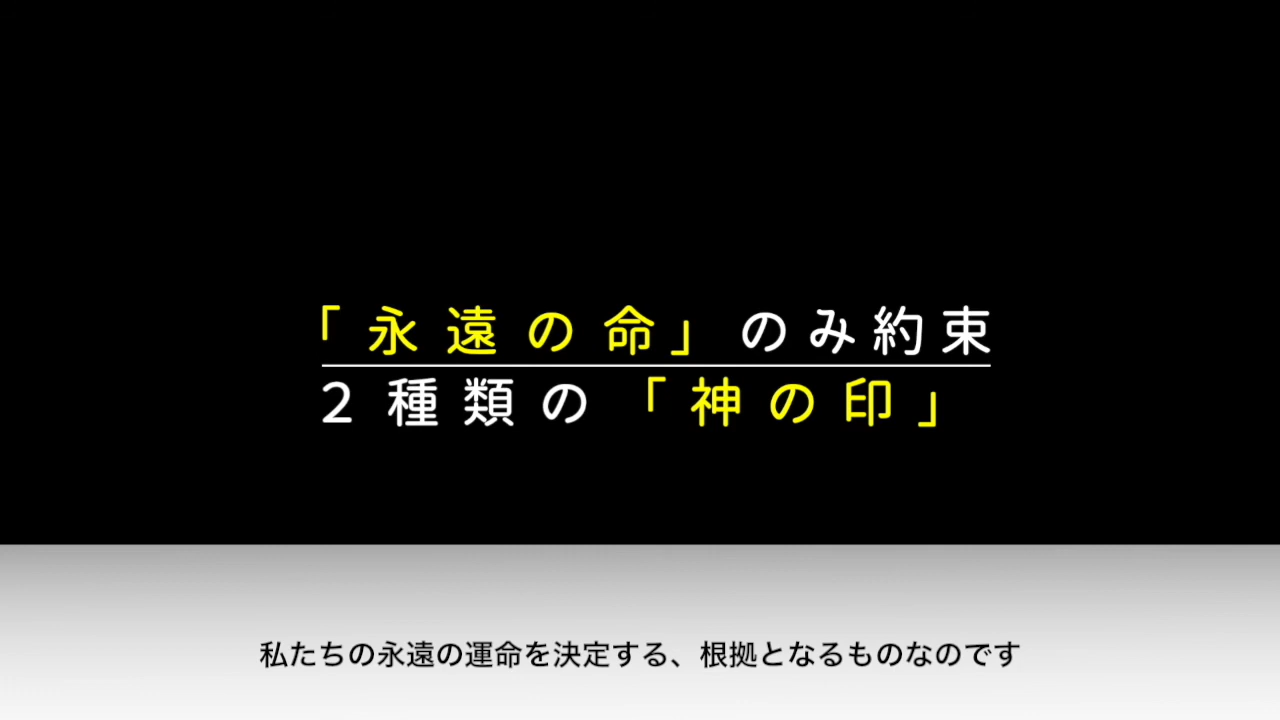 「永遠の命」のみ約束
２種類の「神の印」
私たちの永遠の運命を決定する、根拠となるものなのです